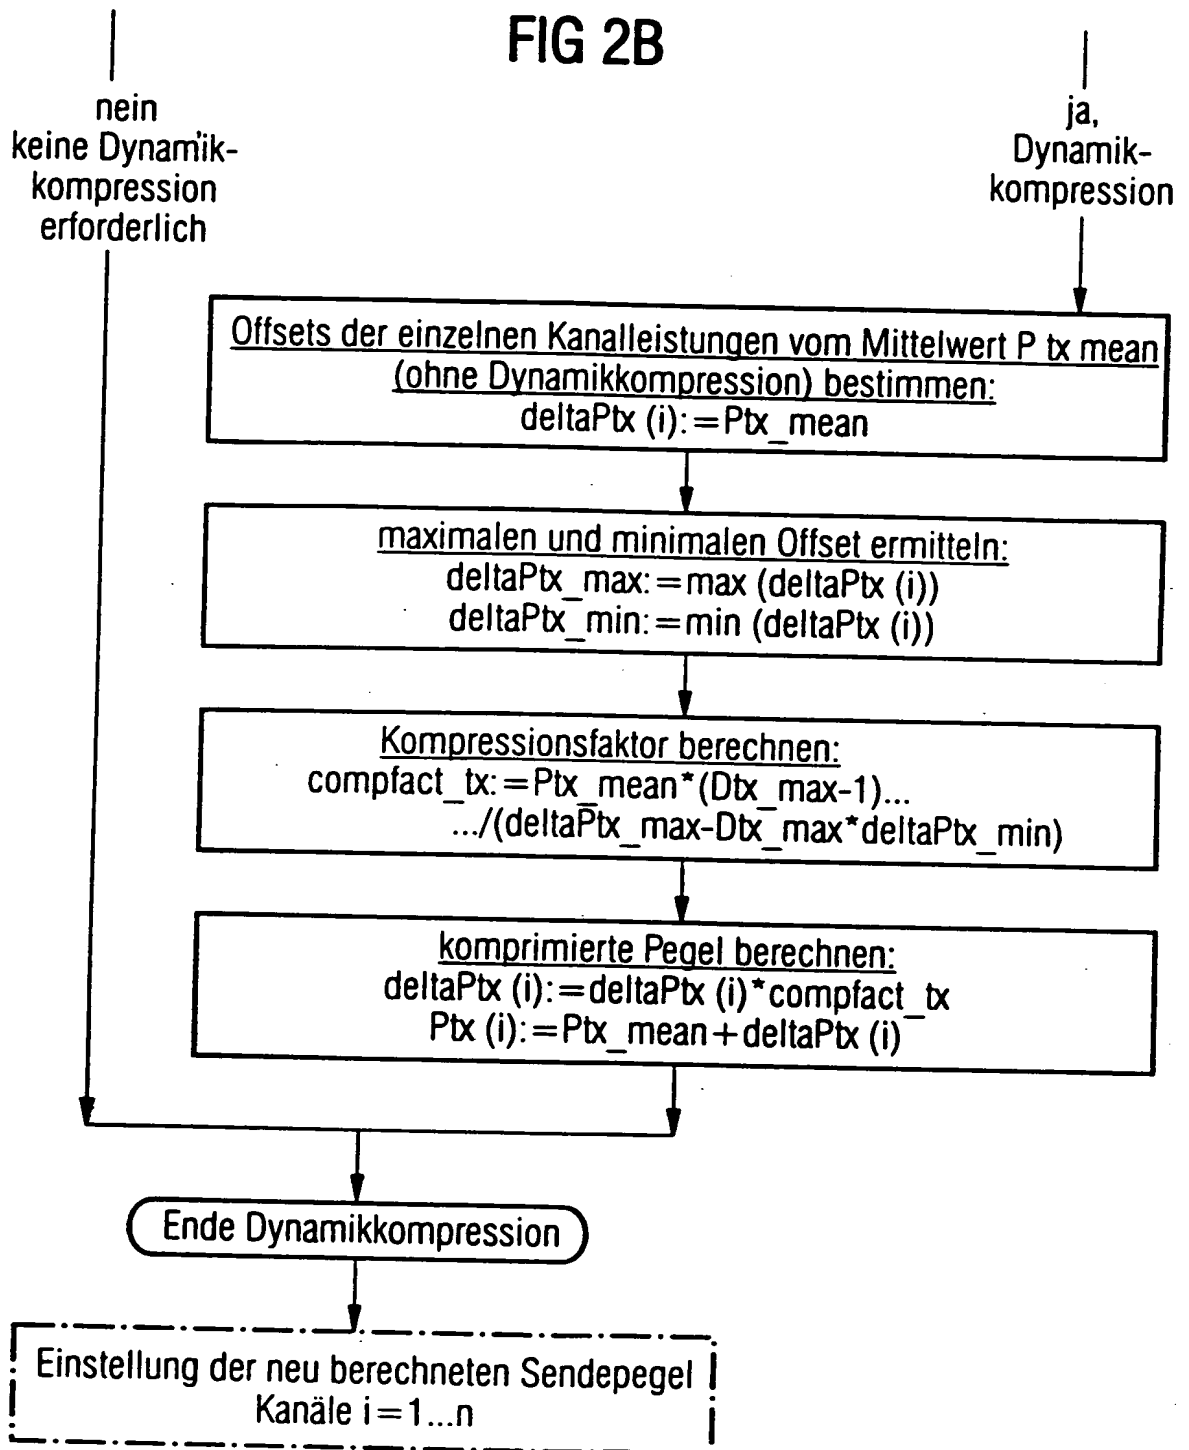 FIG 2B
nein
keine Dynamik-
kompression
erforderlich
ja,
Dynamik-
kompression
Offsets der einzelnen Kanalleistungen vom Mittelwert P tx mean
(ohne Dynamikkompression) bestimmen:
deltaPtx (i):=Ptx_mean
maximalen und minimalen Offset ermitteln:
deltaPtx_max:=max (deltaPtx (i))
deltaPtx_min:=min (deltaPtx (i))
Kompressionsfaktor berechnen:
compfact_tx:=Ptx_mean*(Dtx_max-1)...
.../(deltaPtx_max-Dtx_max*deltaPtx_min)
komprimierte Pegel berechnen:
deltaPtx (i):=deltaPtx (i)*compfact_tx
Ptx (i):=Ptx_mean+deltaPtx (i)
Ende Dynamikkompression
Einstellung der neu berechneten Sendepegel
Kanäle i=1...n